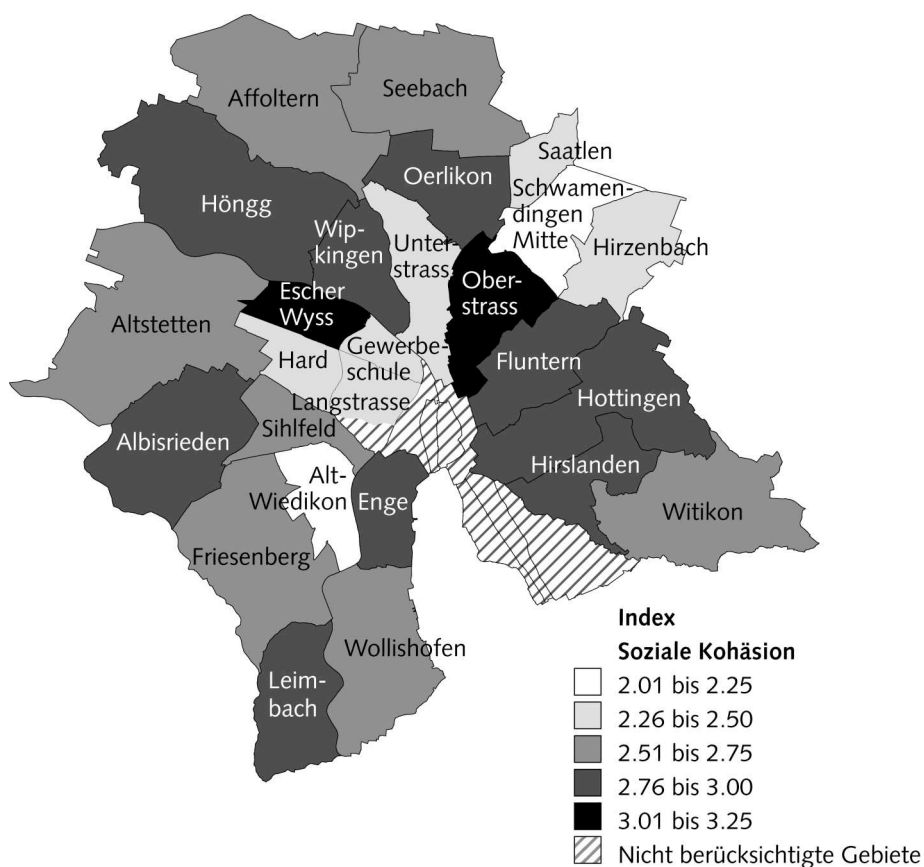 Seebach
Affoltern
Saatlen
Oerlikon
Schwamen-
dingen
Mitte
Höngg
Wip-
kingen
Unter-
strass
Hirzenbach
Ober-
strass
Escher
Wyss
Altstetten
Gewerbe-
schule
Hard
Fluntern
Hottingen
Langstrasse
Sihlfeld
Albisrieden
Hirslanden
Alt-
Wiedikon
Enge
Witikon
Friesenberg
Wollishofen
Leim-
bach
Index
Soziale Kohäsion
2.01 bis 2.25
2.26 bis 2.50
2.51 bis 2.75
2.76 bis 3.00
3.01 bis 3.25
Nicht berücksichtigte Gebiete